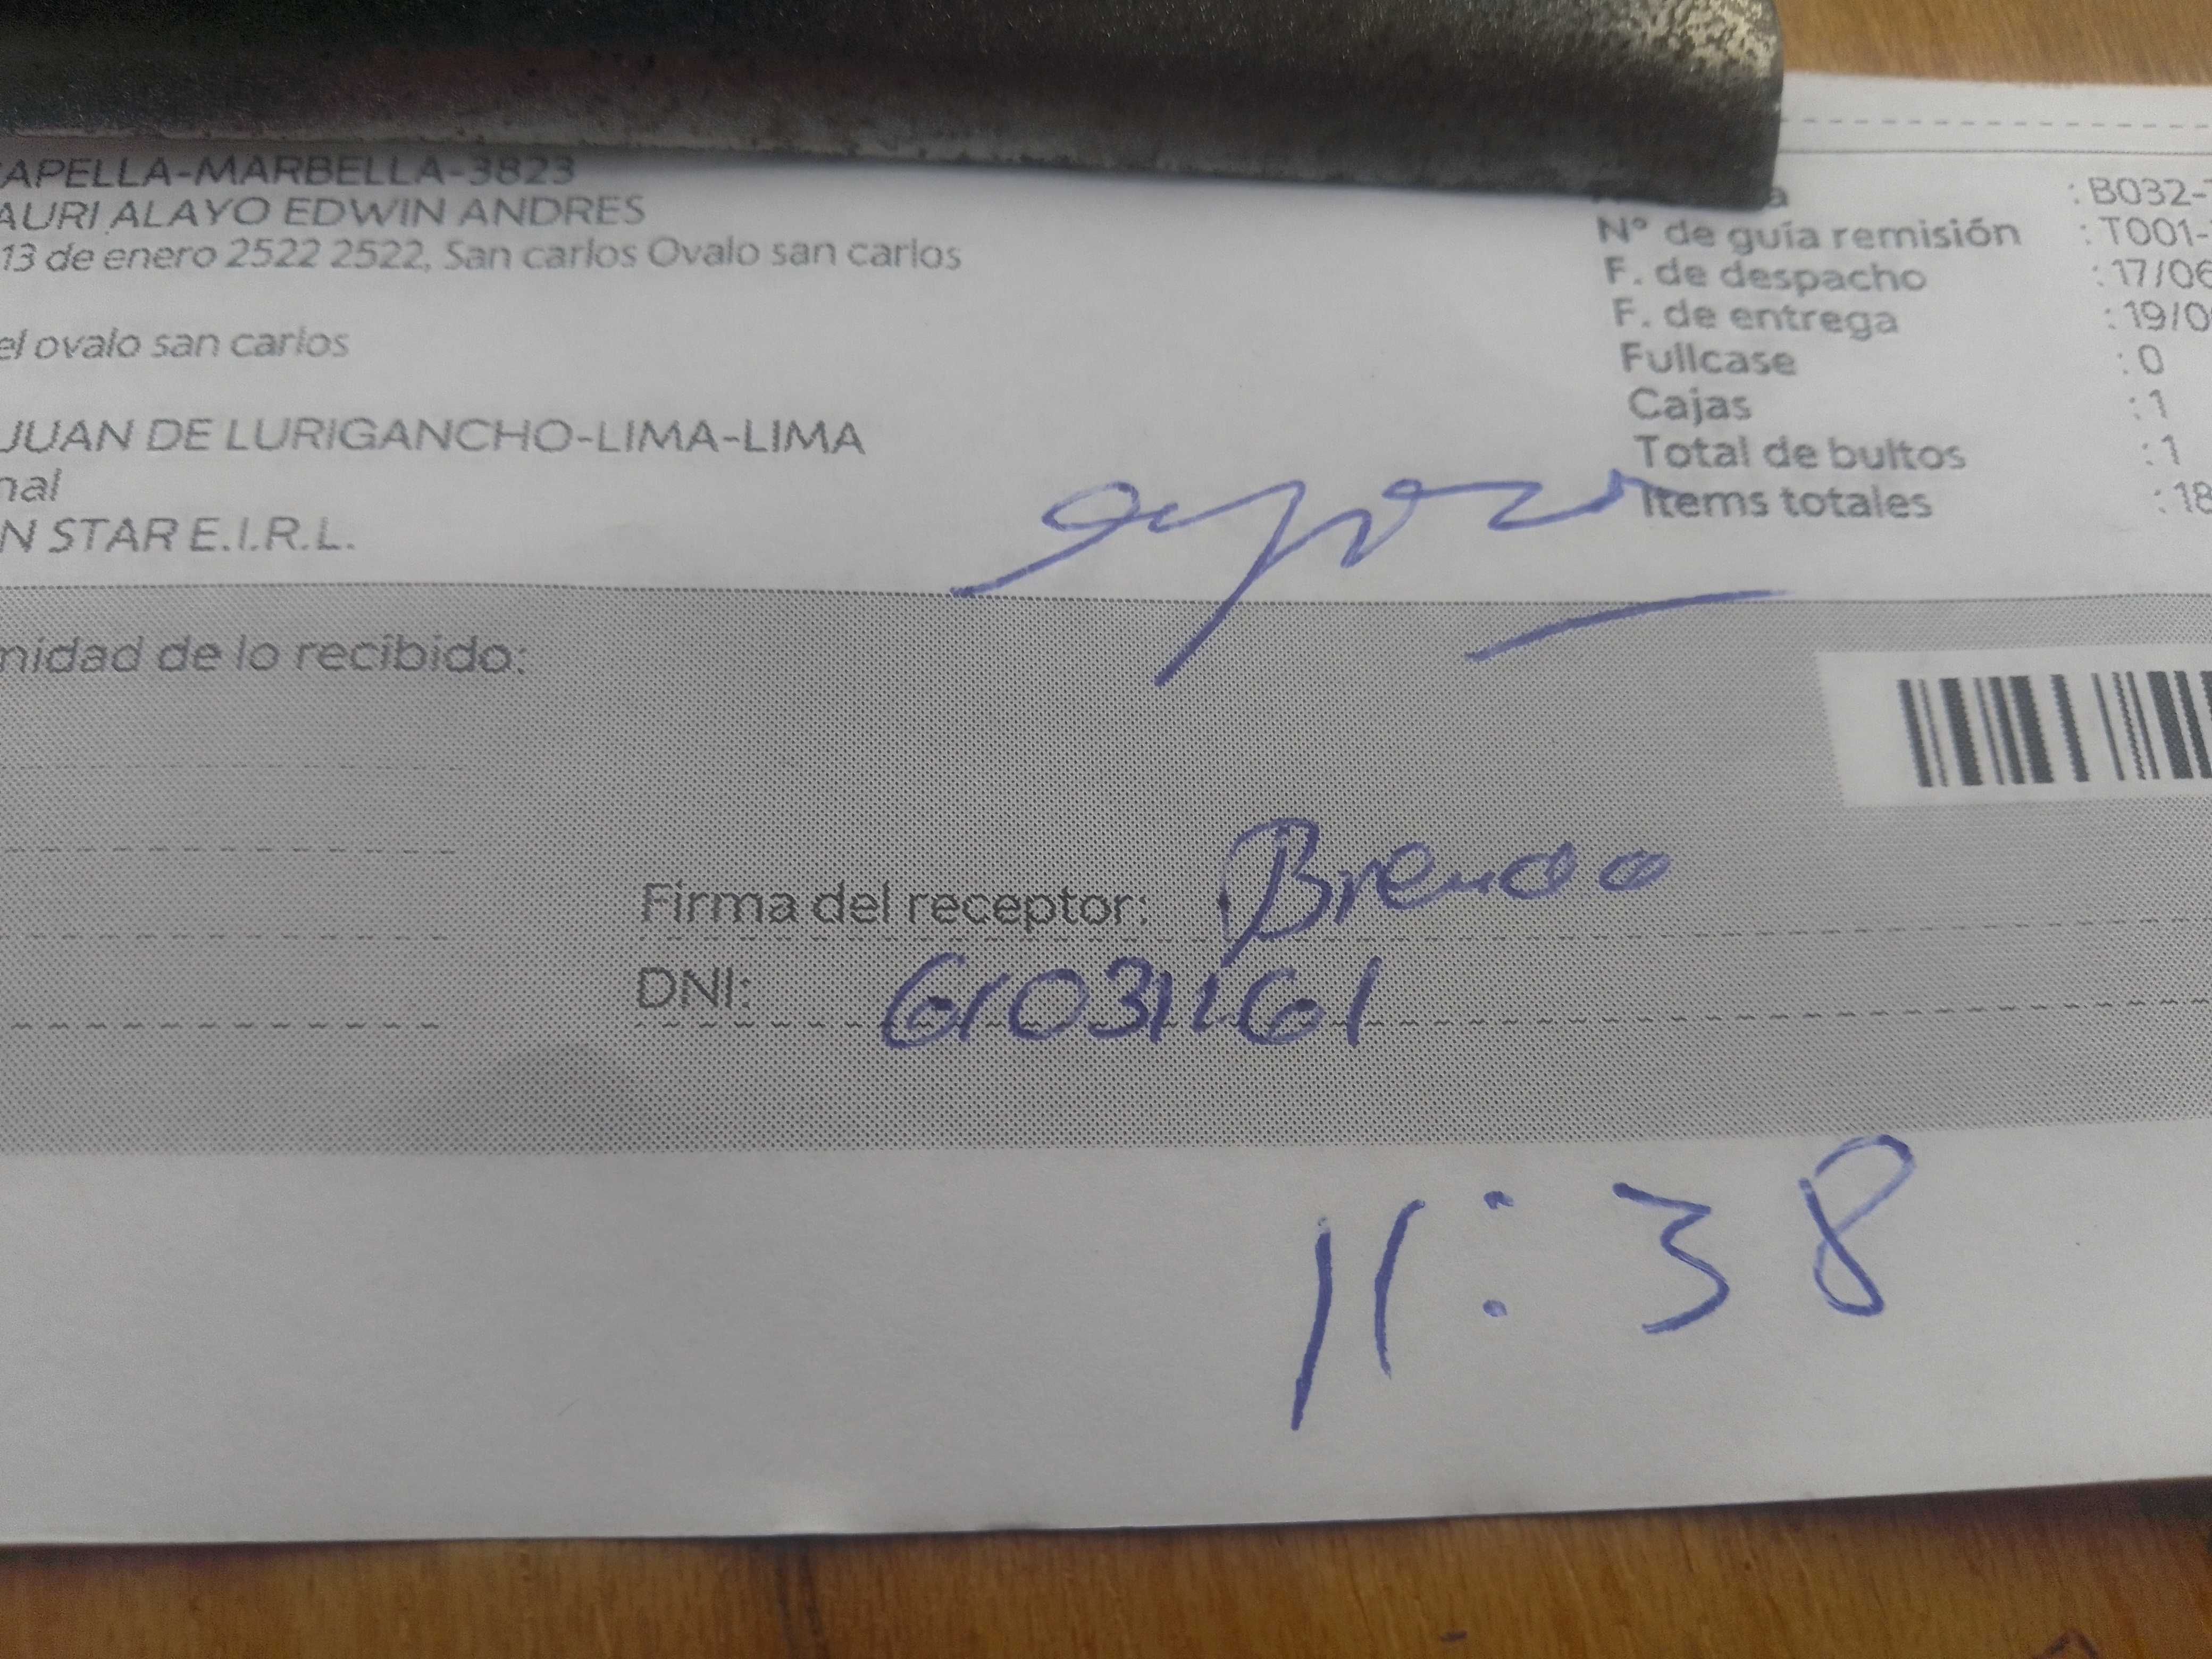 CAPELLA-MARBELLA-3823
AURI ALAYO EDWIN ANDRES
13 de enero 2522 2522, San carlos Ovalo san carlos
el ovalo san carlos
JUAN DE LURIGANCHO-LIMA-LIMA
nal
N STAR E.I.R.L.
: B032-
N° de guía remisión : T001-
F. de despacho : 17/06
F. de entrega : 19/0
Fullcase : 0
Cajas : 1
Total de bultos : 1
Items totales : 18
midad de lo recibido:
Firma del receptor: Brenda
DNI: 61031161
11:38